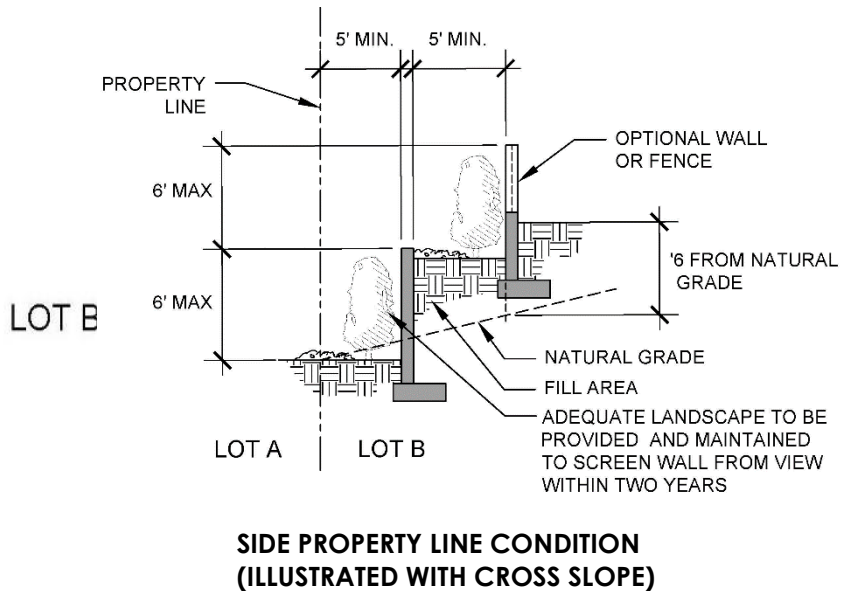 5' MIN.
5' MIN.
PROPERTY
LINE
OPTIONAL WALL
OR FENCE
6' MAX
'6 FROM NATURAL
GRADE
6' MAX
LOT B
NATURAL GRADE
FILL AREA
ADEQUATE LANDSCAPE TO BE
PROVIDED AND MAINTAINED
TO SCREEN WALL FROM VIEW
WITHIN TWO YEARS
LOT A
LOT B
SIDE PROPERTY LINE CONDITION
(ILLUSTRATED WITH CROSS SLOPE)